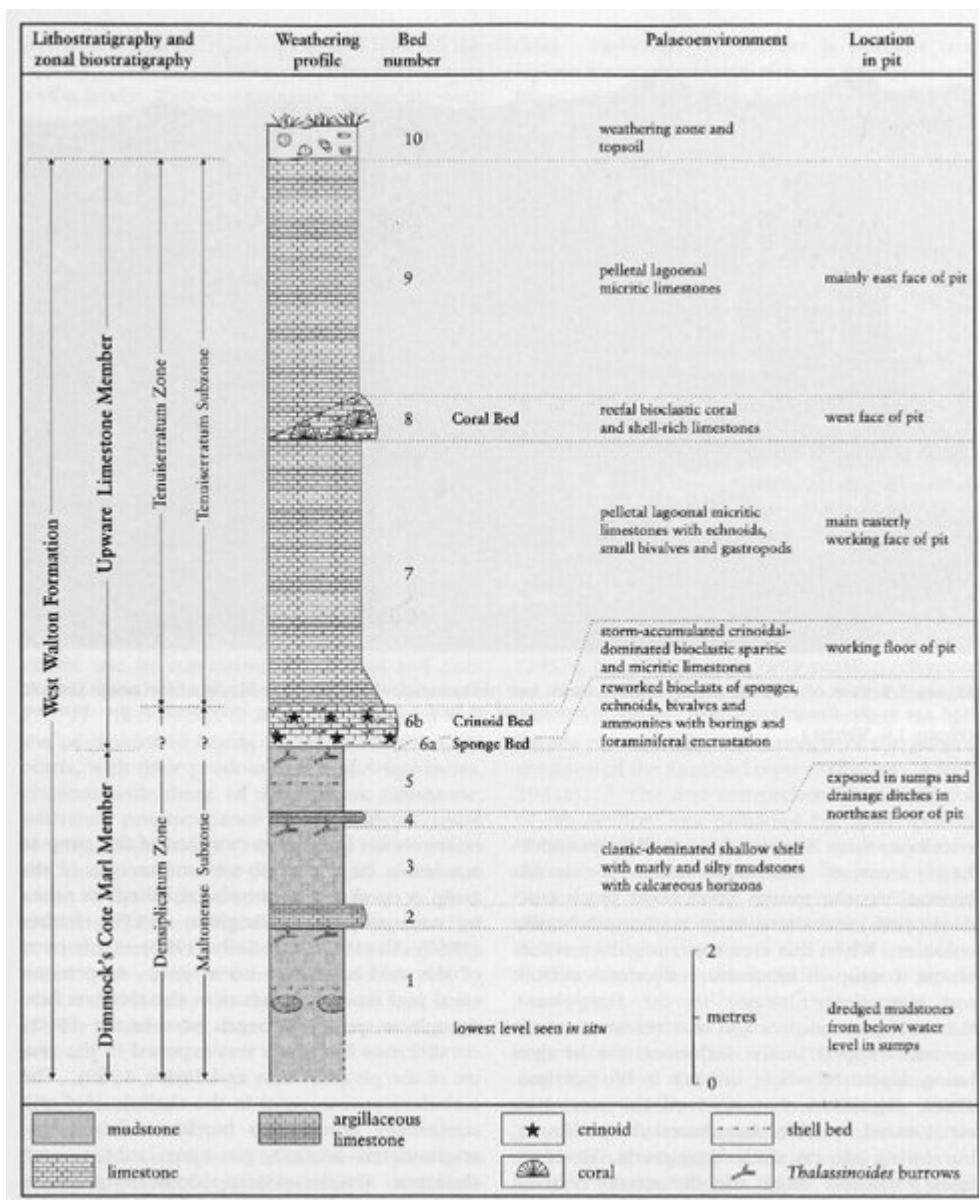 Lithostratigraphy and
zonal biostratigraphy
Weathering
profile
Bed
number
Palaeoenvironment
Location
in pit
10
weathering zone and
topsoil
9
pelletal lagoonal
micritic limestones
mainly east face of pit
8
Coral Bed
reefal bioclastic coral
and shell-rich limestones
west face of pit
7
pelletal lagoonal micritic
limestones with echnoids,
small bivalves and gastropods
main easterly
working face of pit
storm-accumulated crinoidal-
dominated bioclastic sparitic
and micritic limestones
working floor of pit
6b
Crinoid Bed
6a
Sponge Bed
reworked bioclasts of sponges,
echnoids, bivalves and
ammonites with borings and
foraminiferal encrustation
5
4
exposed in sumps and
drainage ditches in
northeast floor of pit
3
clastic-dominated shallow shelf
with marly and silty mudstones
with calcareous horizons
2
1
lowest level seen in situ
2
metres
0
dredged mudstones
from below water
level in sumps
West Walton Formation
Upware Limestone Member
Dimmock's Cote Marl Member
Tenuiserratum Zone
? 
Densiplicatum Zone
Tenuiserratum Subzone
?
Maltonense Subzone
mudstone
argillaceous
limestone
crinoid
shell bed
limestone
coral
Thalassinoider burrows